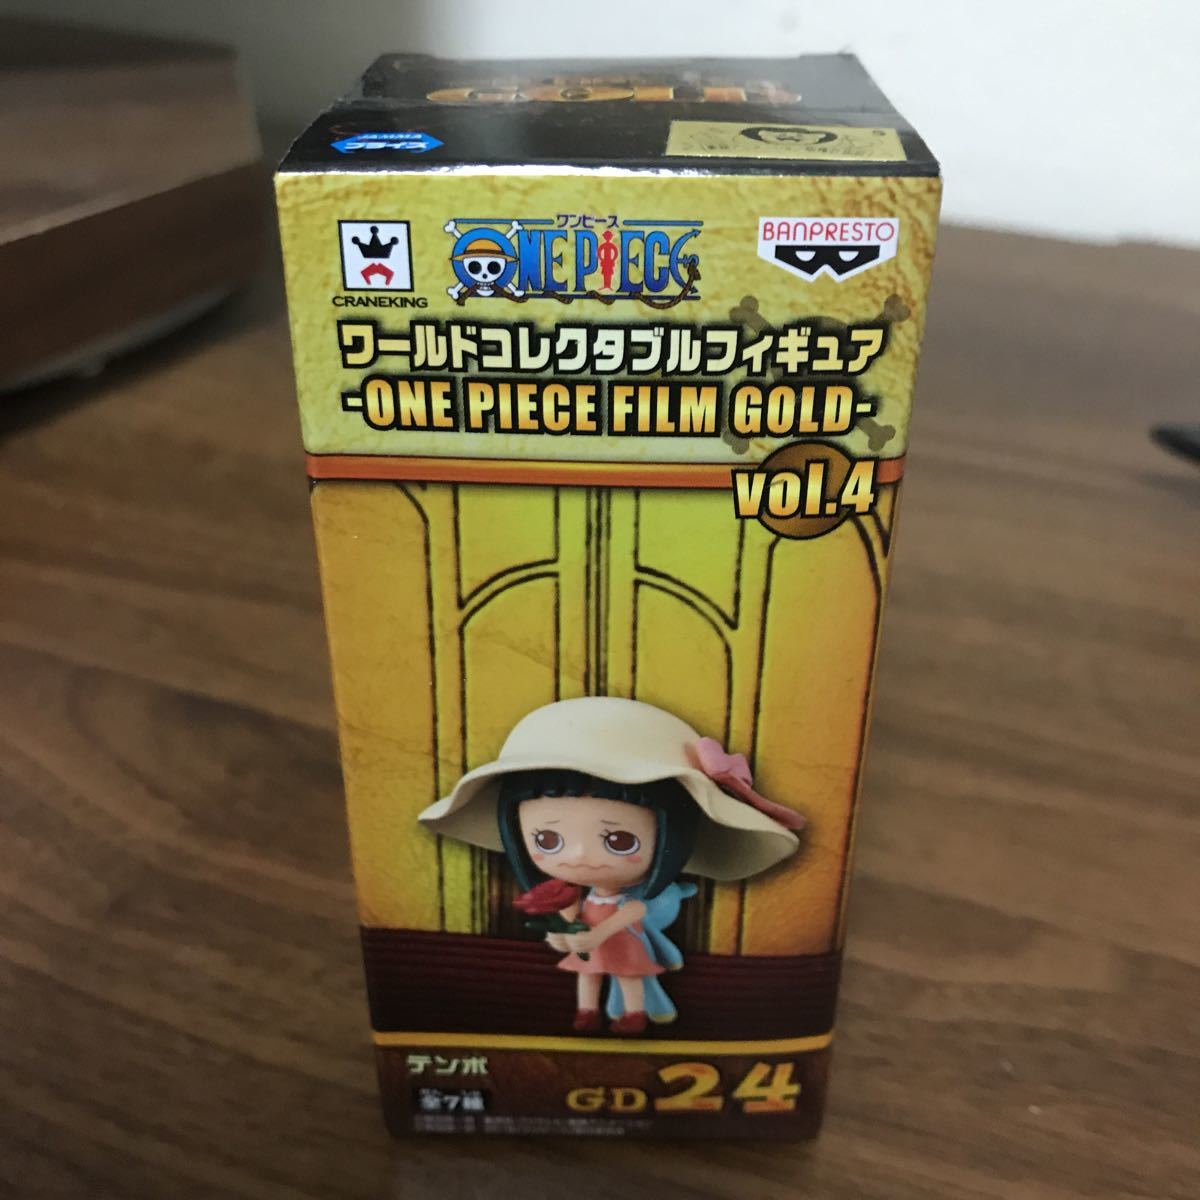 GOLD
JAMMA
プライズ
CRANEKING
ワンピース
ONE PIECE
BANPRESTO
ワールドコレクタブルフィギュア
-ONE PIECE FILM GOLD-
vol.4
テンポ
全7種
GD24